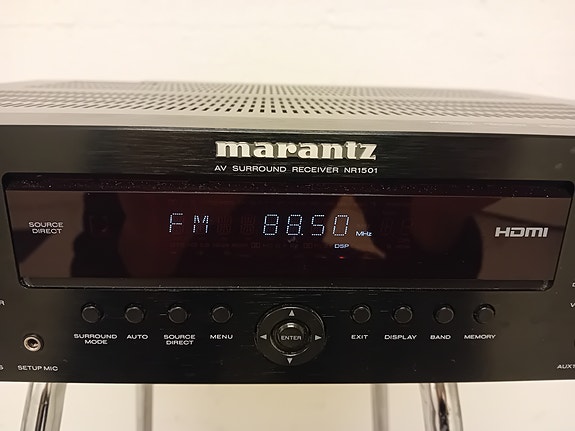 marantz
AV SURROUND RECEIVER NR1501
SOURCE
DIRECT
FM 88.50 MHz
DSP
HDMI
SURROUND
MODE
AUTO
SOURCE
DIRECT
MENU
ENTER
EXIT
DISPLAY
BAND
MEMORY
SETUP MIC
AUX1